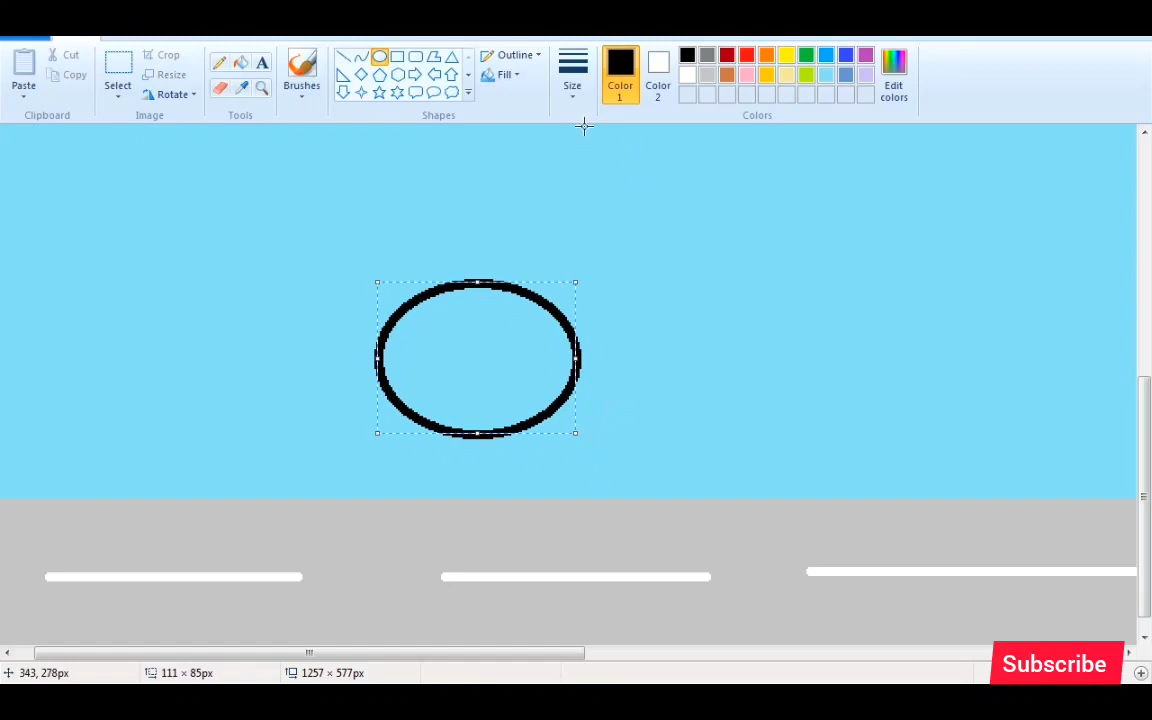 Cut
Copy
Paste
Clipboard
Select
Crop
Resize
Rotate
Image
A
Tools
Brushes
Outline
Fill
Shapes
Size
Color 1
Color 2
Edit colors
Colors
343, 278px
111 × 85px
1257 × 577px
Subscribe